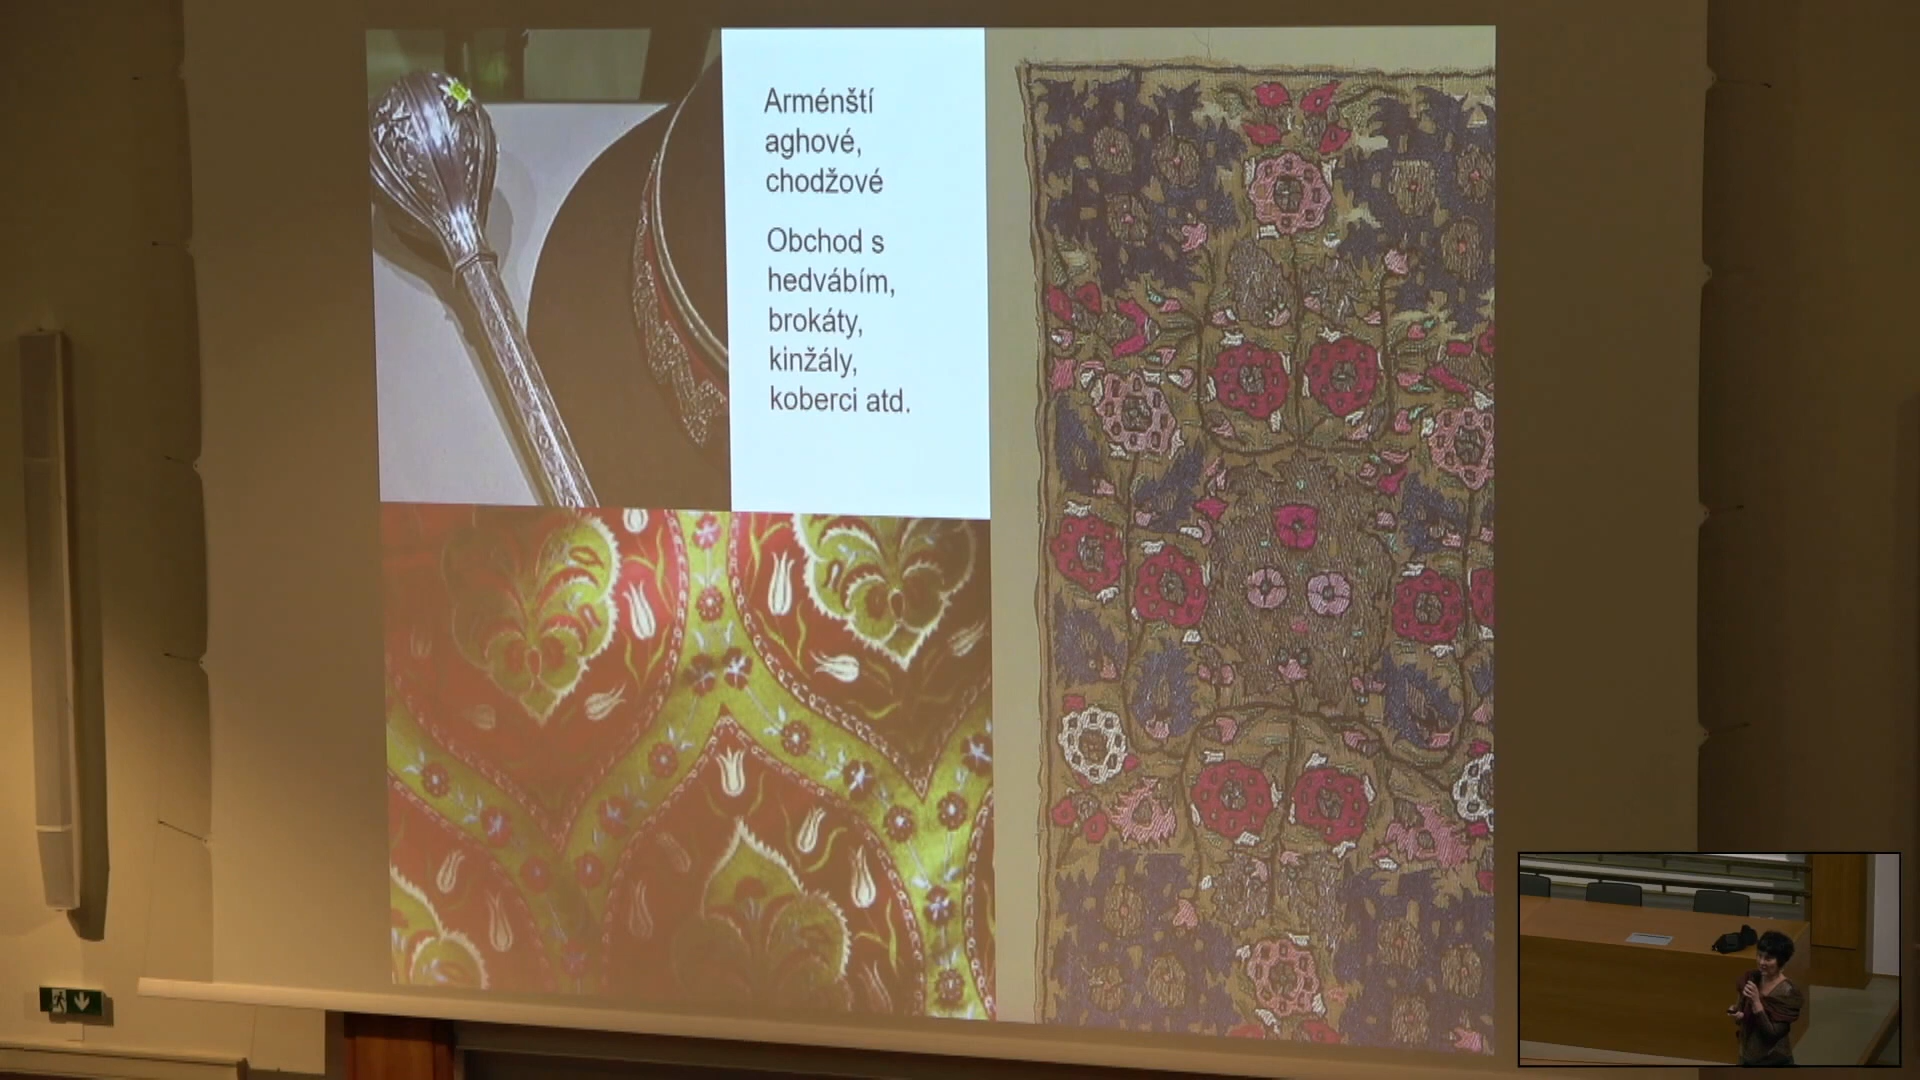 Arménští
aghové,
chodžové
Obchod s
hedvábím,
brokáty,
kinžály,
koberci atd.